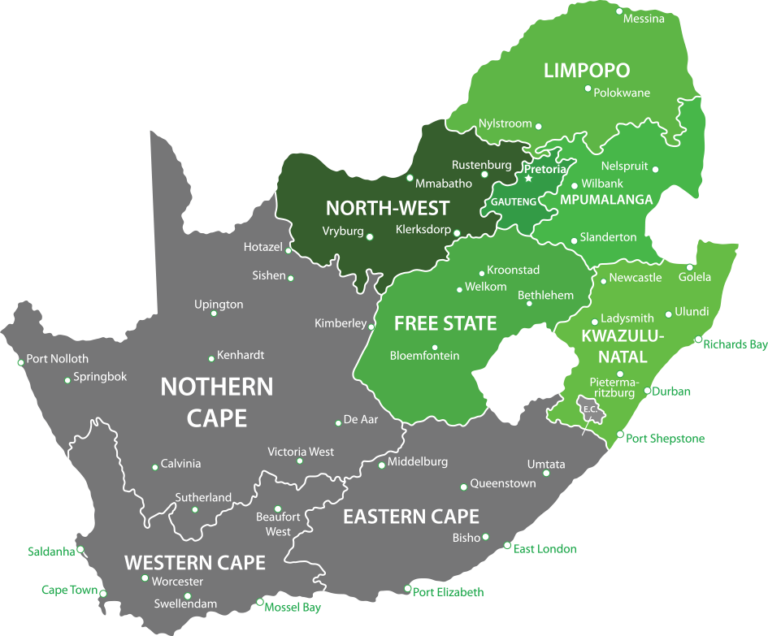 Messina
LIMPOPO
Polokwane
Nylstroom
Rustenburg
Pretoria
Nelspruit
Mmabatho
Wilbank
GAUTENG
MPUMALANGA
NORTH-WEST
Vryburg
Klerksdorp
Slanderton
Hotazel
Sishen
Kroonstad
Welkom
Bethlehem
Newcastle
Golela
Upington
Kimberley
FREE STATE
Ladysmith
Ulundi
KWAZULU-
NATAL
Richards Bay
Port Nolloth
Kenhardt
Bloemfontein
Springbok
NOTHERN
CAPE
Pieterma-
ritzburg
Durban
E.C.
De Aar
Port Shepstone
Victoria West
Calvinia
Middelburg
Umtata
Queenstown
Sutherland
Beaufort
West
EASTERN CAPE
Bisho
East London
Saldanha
WESTERN CAPE
Worcester
Cape Town
Swellendam
Mossel Bay
Port Elizabeth